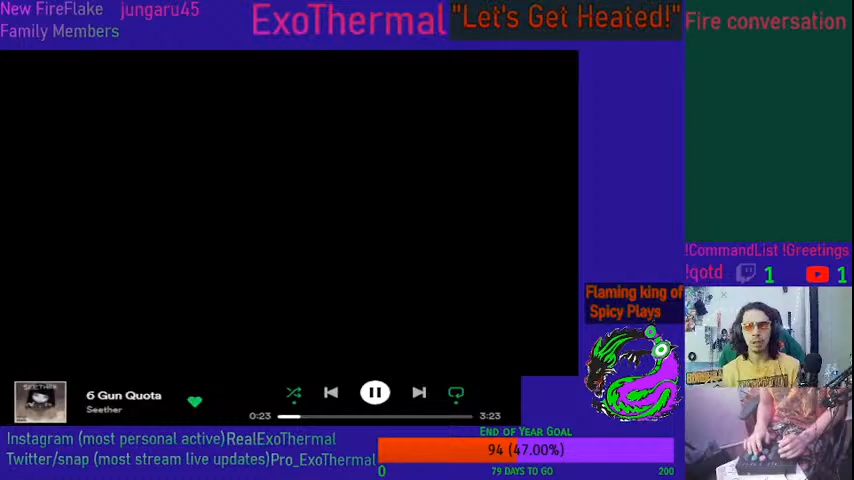 New FireFlake jungaru45
Family Members
ExoThermal "Let's Get Heated!"
Fire conversation
!CommandList !Greetings
!qotd 1 1
Flaming king of
Spicy Plays
SEETHER
6 Gun Quota
Seether
0:23 3:23
Instagram (most personal active)RealExoThermal
Twitter/snap (most stream live updates)Pro_ExoThermal
END OF YEAR GOAL
94 (47.00%)
0 79 DAYS TO GO 200